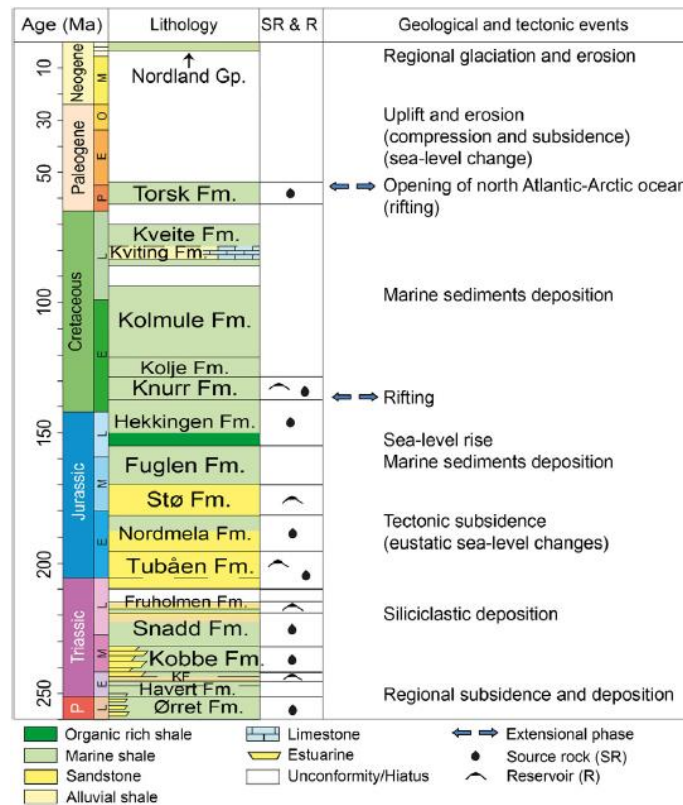 Age (Ma) Lithology SR & R Geological and tectonic events
Neogene
10
M
Nordland Gp.
Regional glaciation and erosion
Paleogene
30
O
Uplift and erosion
(compression and subsidence)
(sea-level change)
E
50
P
Torsk Fm.
Opening of north Atlantic-Arctic ocean
(rifting)
Cretaceous
L
Kveite Fm.
Kviting Fm.
100
Marine sediments deposition
E
Kolmule Fm.
Kolje Fm.
Knurr Fm.
Rifting
Jurassic
L
Hekkingen Fm.
150
Sea-level rise
Marine sediments deposition
M
Fuglen Fm.
Stø Fm.
E
Nordmela Fm.
Tectonic subsidence
(eustatic sea-level changes)
200
Tubåen Fm.
Triassic
L
Fruholmen Fm.
Siliciclastic deposition
Snadd Fm.
M
Kobbe Fm.
E
KF
Havert Fm.
250
Regional subsidence and deposition
P
L
Ørret Fm.
Organic rich shale Limestone Extensional phase
Marine shale Estuarine Source rock (SR)
Sandstone Unconformity/Hiatus Reservoir (R)
Alluvial shale